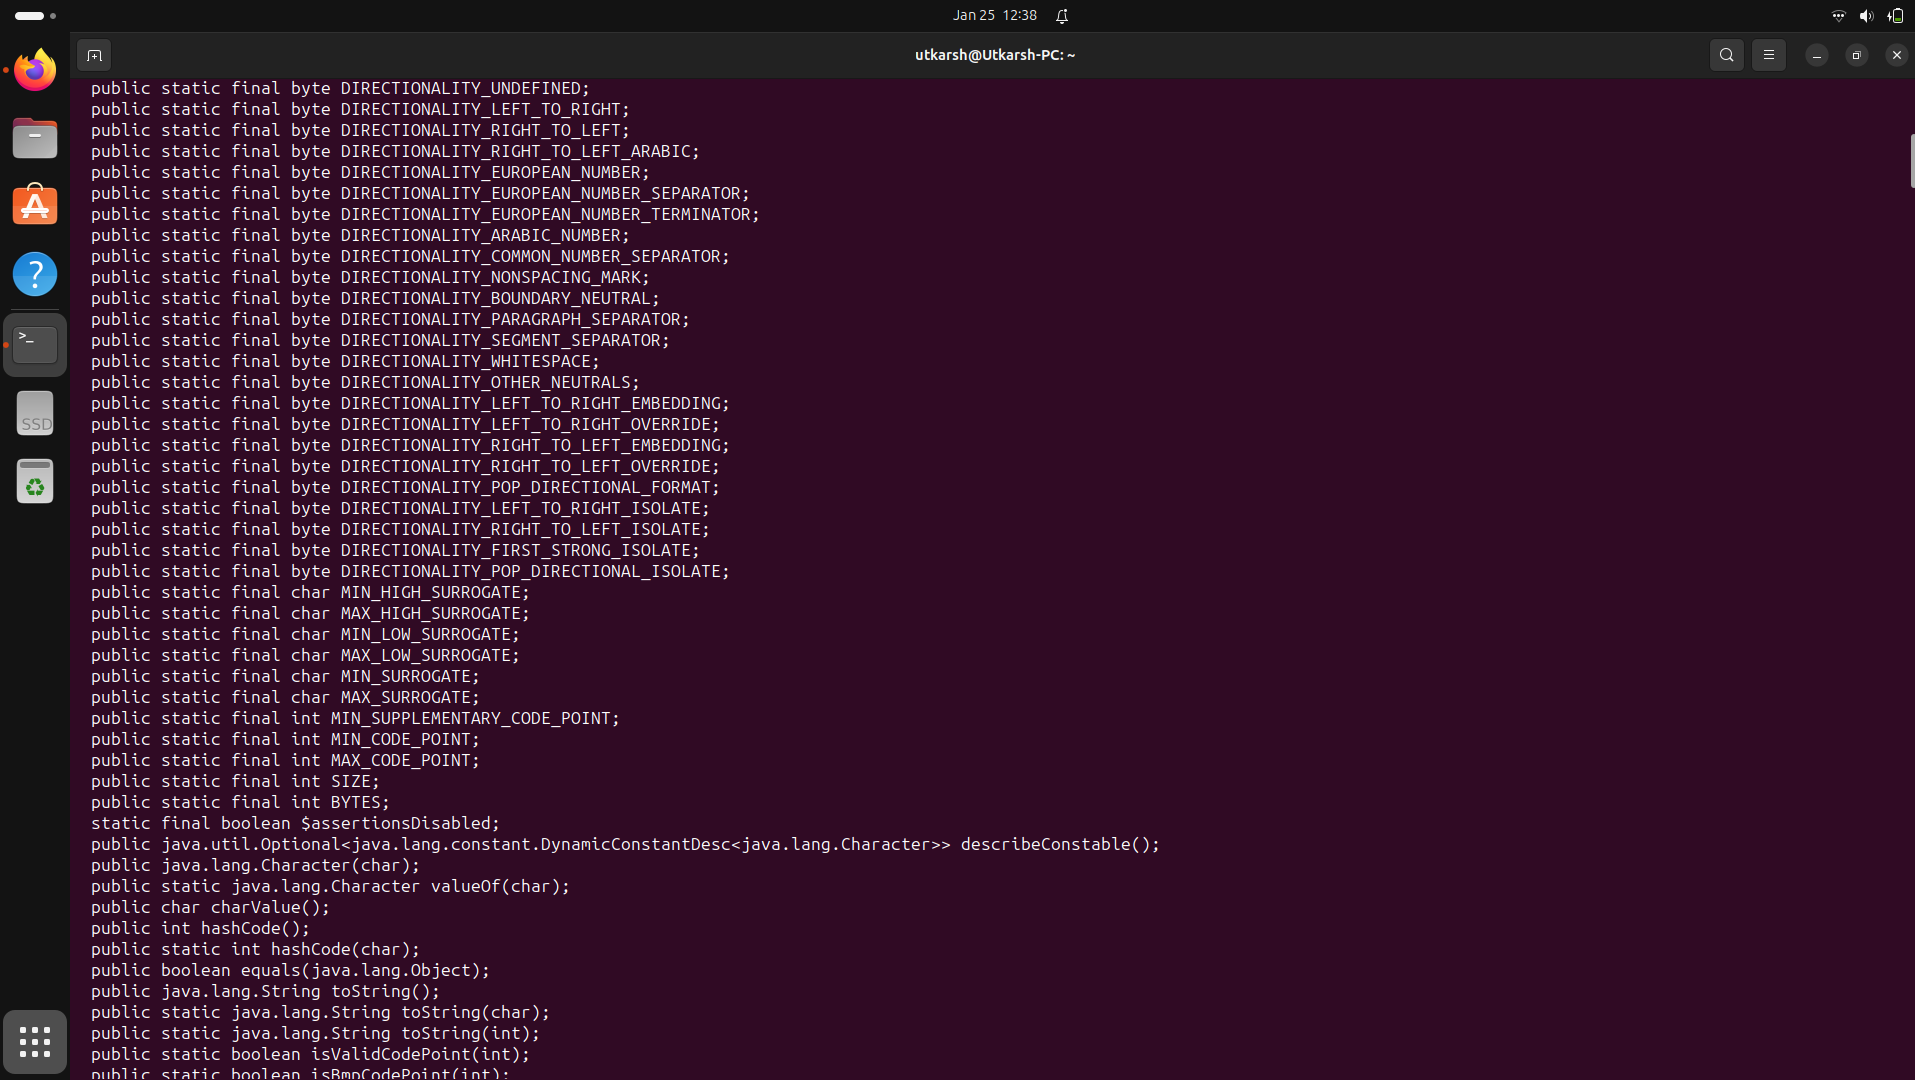 Jan 25 12:38
utkarsh@Utkarsh-PC: ~
public static final byte DIRECTIONALITY_UNDEFINED;
public static final byte DIRECTIONALITY_LEFT_TO_RIGHT;
public static final byte DIRECTIONALITY_RIGHT_TO_LEFT;
public static final byte DIRECTIONALITY_RIGHT_TO_LEFT_ARABIC;
public static final byte DIRECTIONALITY_EUROPEAN_NUMBER;
public static final byte DIRECTIONALITY_EUROPEAN_NUMBER_SEPARATOR;
public static final byte DIRECTIONALITY_EUROPEAN_NUMBER_TERMINATOR;
public static final byte DIRECTIONALITY_ARABIC_NUMBER;
public static final byte DIRECTIONALITY_COMMON_NUMBER_SEPARATOR;
public static final byte DIRECTIONALITY_NONSPACING_MARK;
public static final byte DIRECTIONALITY_BOUNDARY_NEUTRAL;
public static final byte DIRECTIONALITY_PARAGRAPH_SEPARATOR;
public static final byte DIRECTIONALITY_SEGMENT_SEPARATOR;
public static final byte DIRECTIONALITY_WHITESPACE;
public static final byte DIRECTIONALITY_OTHER_NEUTRALS;
public static final byte DIRECTIONALITY_LEFT_TO_RIGHT_EMBEDDING;
public static final byte DIRECTIONALITY_LEFT_TO_RIGHT_OVERRIDE;
public static final byte DIRECTIONALITY_RIGHT_TO_LEFT_EMBEDDING;
public static final byte DIRECTIONALITY_RIGHT_TO_LEFT_OVERRIDE;
public static final byte DIRECTIONALITY_POP_DIRECTIONAL_FORMAT;
public static final byte DIRECTIONALITY_LEFT_TO_RIGHT_ISOLATE;
public static final byte DIRECTIONALITY_RIGHT_TO_LEFT_ISOLATE;
public static final byte DIRECTIONALITY_FIRST_STRONG_ISOLATE;
public static final byte DIRECTIONALITY_POP_DIRECTIONAL_ISOLATE;
public static final char MIN_HIGH_SURROGATE;
public static final char MAX_HIGH_SURROGATE;
public static final char MIN_LOW_SURROGATE;
public static final char MAX_LOW_SURROGATE;
public static final char MIN_SURROGATE;
public static final char MAX_SURROGATE;
public static final int MIN_SUPPLEMENTARY_CODE_POINT;
public static final int MIN_CODE_POINT;
public static final int MAX_CODE_POINT;
public static final int SIZE;
public static final int BYTES;
static final boolean $assertionsDisabled;
public java.util.Optional<java.lang.constant.DynamicConstantDesc<java.lang.Character>> describeConstable();
public java.lang.Character(char);
public static java.lang.Character valueOf(char);
public char charValue();
public int hashCode();
public static int hashCode(char);
public boolean equals(java.lang.Object);
public java.lang.String toString();
public static java.lang.String toString(char);
public static java.lang.String toString(int);
public static boolean isValidCodePoint(int);
public static boolean isBmpCodePoint(int);
SSD